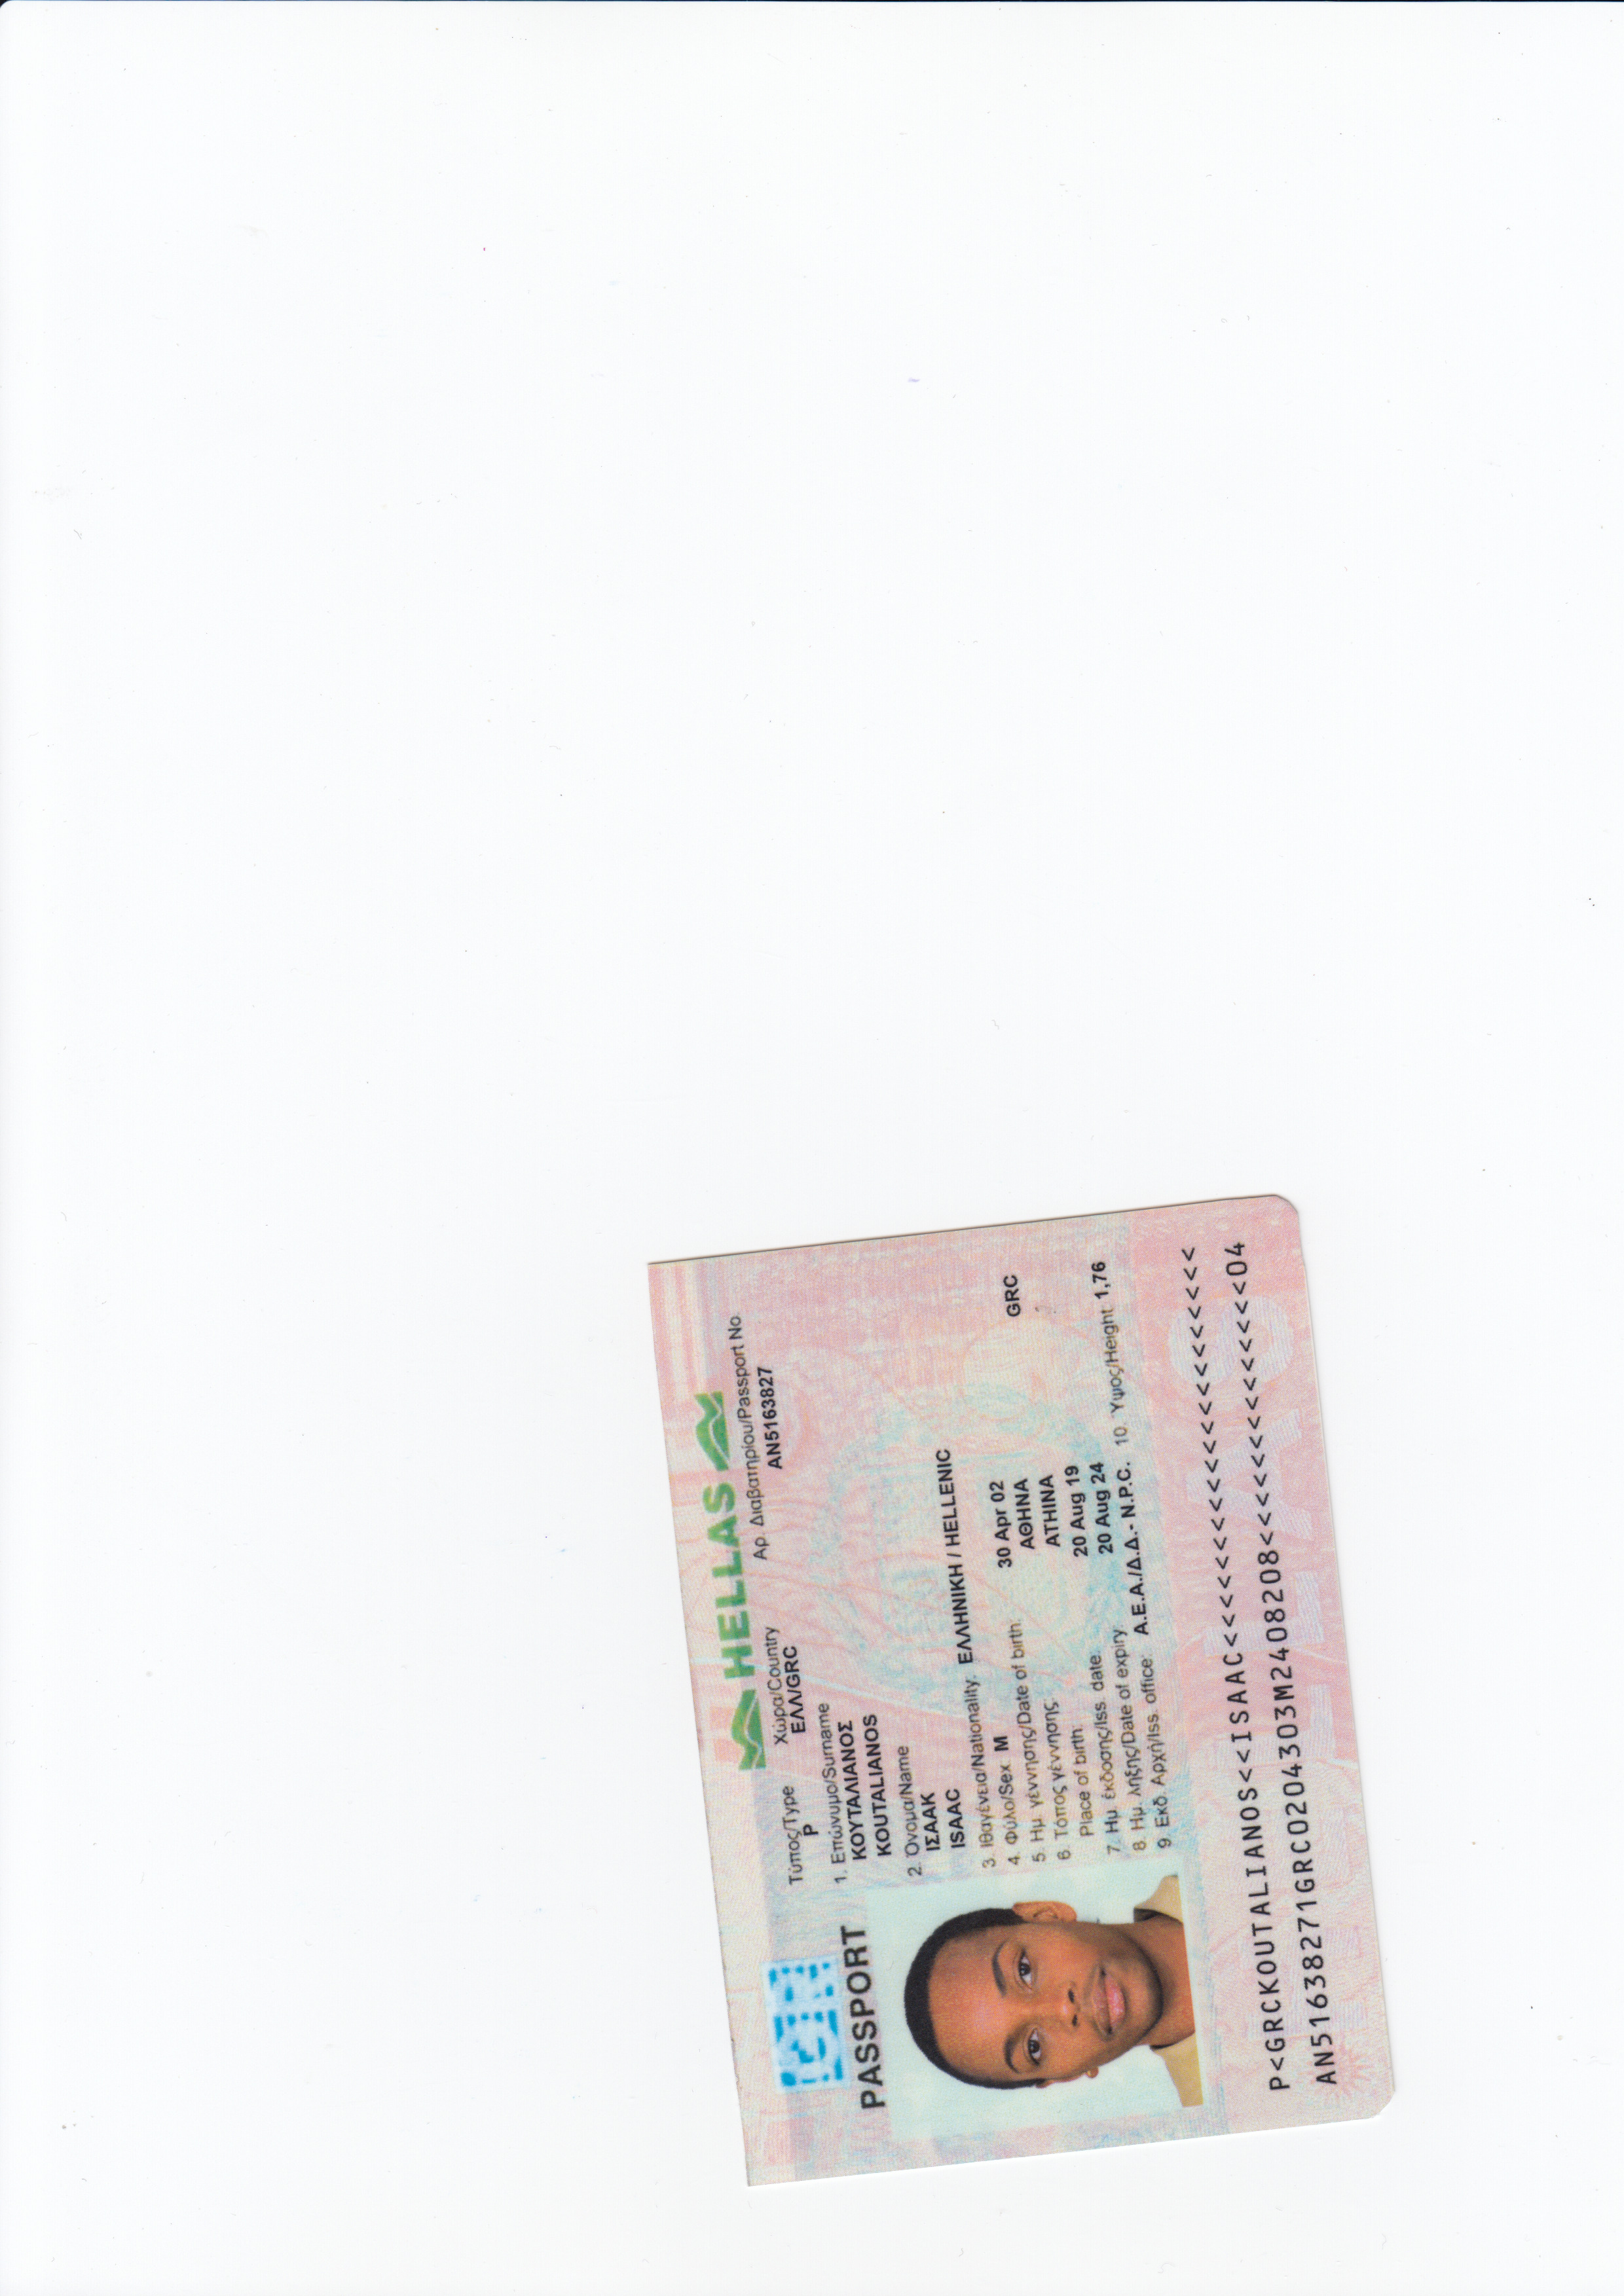 HELLAS
PASSPORT
Τύπος/Type
P
Χώρα/Country
ΕΛΛ/GRC
Αρ. Διαβατηρίου/Passport No
AN5163827
1. Επώνυμο/Surname
ΚΟΥΤΑΛΙΑΝΟΣ
KOUTALIANOS
2. Όνομα/Name
ΙΣΑΑΚ
ISAAC
3. Ιθαγένεια/Nationality. ΕΛΛΗΝΙΚΗ / HELLENIC
4. Φύλο/Sex M
5. Ημ. γέννησης/Date of birth: 30 Apr 02 GRC
6. Τόπος γέννησης: ΑΘΗΝΑ
Place of birth: ATHINA
7. Ημ. έκδοσης/Iss. date. 20 Aug 19
8. Ημ. λήξης/Date of expiry. 20 Aug 24
9. Εκδ. Αρχή/Iss. office: Α.Ε.Α./Δ.Δ.- N.P.C. 10. Ύψος/Height: 1,76
P<GRCKOUTALIANOS<<ISAAC<<<<<<<<<<<<<<<<<<<<<
AN51638271GRC0204303M2408208<<<<<<<<<<<<<<04